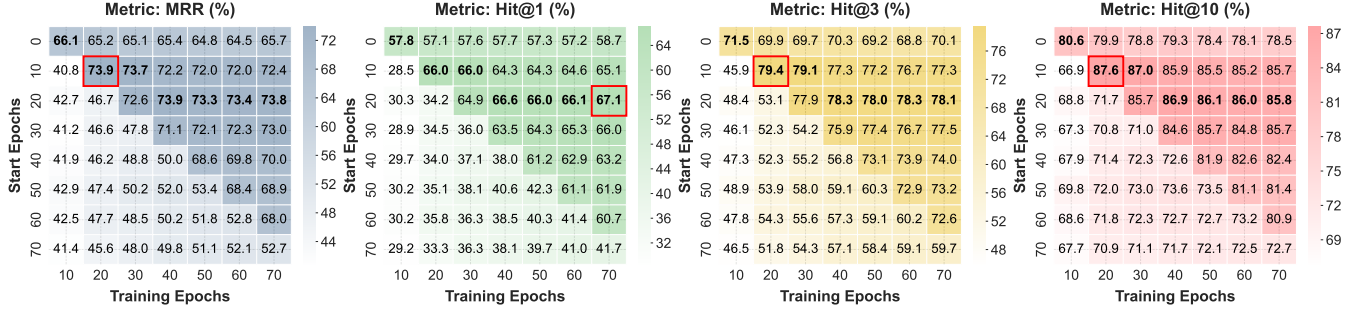 Metric: MRR (%)
Start Epochs
0 66.1 65.2 65.1 65.4 64.8 64.5 65.7
10 40.8 73.9 73.7 72.2 72.0 72.0 72.4
20 42.7 46.7 72.6 73.9 73.3 73.4 73.8
30 41.2 46.6 47.8 71.1 72.1 72.3 73.0
40 41.9 46.2 48.8 50.0 68.6 69.8 70.0
50 42.9 47.4 50.2 52.0 53.4 68.4 68.9
60 42.5 47.7 48.5 50.2 51.8 52.8 68.0
70 41.4 45.6 48.0 49.8 51.1 52.1 52.7
10 20 30 40 50 60 70
Training Epochs
72
68
64
60
56
52
48
44
Metric: Hit@1 (%)
Start Epochs
0 57.8 57.1 57.6 57.7 57.3 57.2 58.7
10 28.5 66.0 66.0 64.3 64.3 64.6 65.1
20 30.3 34.2 64.9 66.6 66.0 66.1 67.1
30 28.9 34.5 36.0 63.5 64.3 65.3 66.0
40 29.7 34.0 37.1 38.0 61.2 62.9 63.2
50 30.2 35.1 38.1 40.6 42.3 61.1 61.9
60 30.2 35.8 36.3 38.5 40.3 41.4 60.7
70 29.2 33.3 36.3 38.1 39.7 41.0 41.7
10 20 30 40 50 60 70
Training Epochs
64
60
56
52
48
44
40
36
32
Metric: Hit@3 (%)
Start Epochs
0 71.5 69.9 69.7 70.3 69.2 68.8 70.1
10 45.9 79.4 79.1 77.3 77.2 76.7 77.3
20 48.4 53.1 77.9 78.3 78.0 78.3 78.1
30 46.1 52.3 54.2 75.9 77.4 76.7 77.5
40 47.3 52.3 55.2 56.8 73.1 73.9 74.0
50 48.9 53.9 58.0 59.1 60.3 72.9 73.2
60 47.8 54.3 55.6 57.3 59.1 60.2 72.6
70 46.5 51.8 54.3 57.1 58.4 59.1 59.7
10 20 30 40 50 60 70
Training Epochs
76
72
68
64
60
56
52
48
Metric: Hit@10 (%)
Start Epochs
0 80.6 79.9 78.8 79.3 78.4 78.1 78.5
10 66.9 87.6 87.0 85.9 85.5 85.2 85.7
20 68.8 71.7 85.7 86.9 86.1 86.0 85.8
30 67.3 70.8 71.0 84.6 85.7 84.8 85.7
40 67.9 71.4 72.3 72.6 81.9 82.6 82.4
50 69.8 72.0 73.0 73.6 73.5 81.1 81.4
60 68.6 71.8 72.3 72.7 72.7 73.2 80.9
70 67.7 70.9 71.1 71.7 72.1 72.5 72.7
10 20 30 40 50 60 70
Training Epochs
87
84
81
78
75
72
69